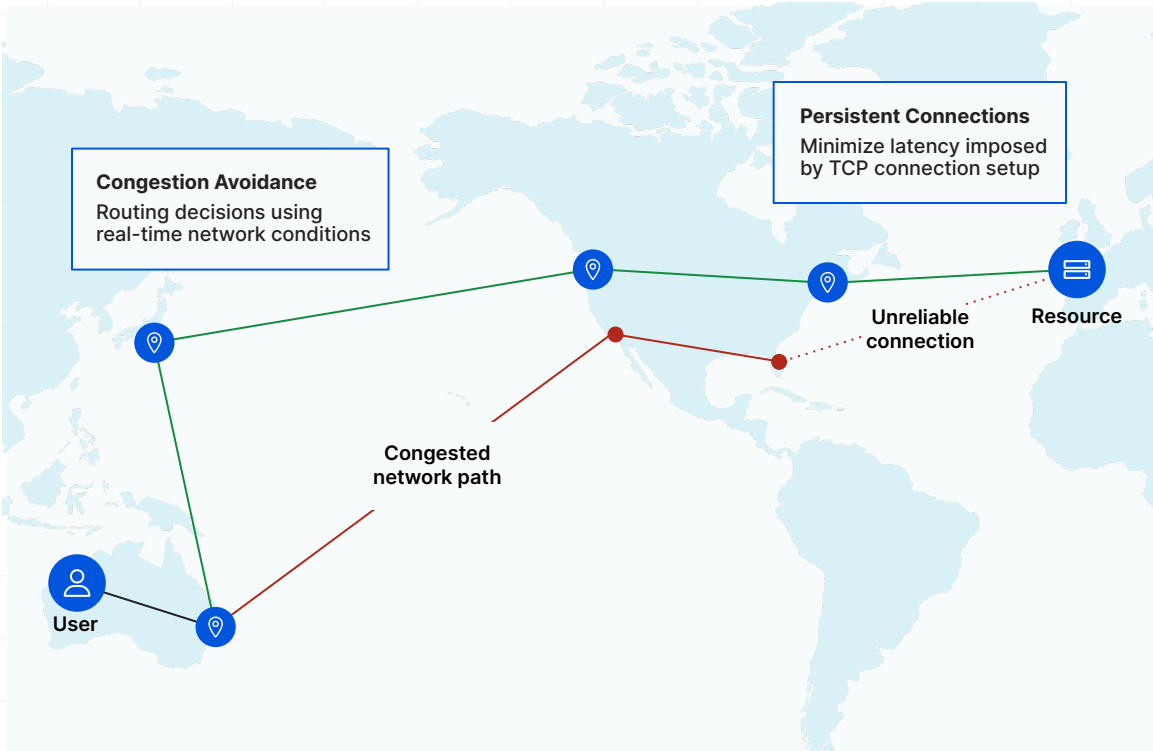 Persistent Connections
Minimize latency imposed
by TCP connection setup
Congestion Avoidance
Routing decisions using
real-time network conditions
Unreliable
connection
Resource
Congested
network path
User